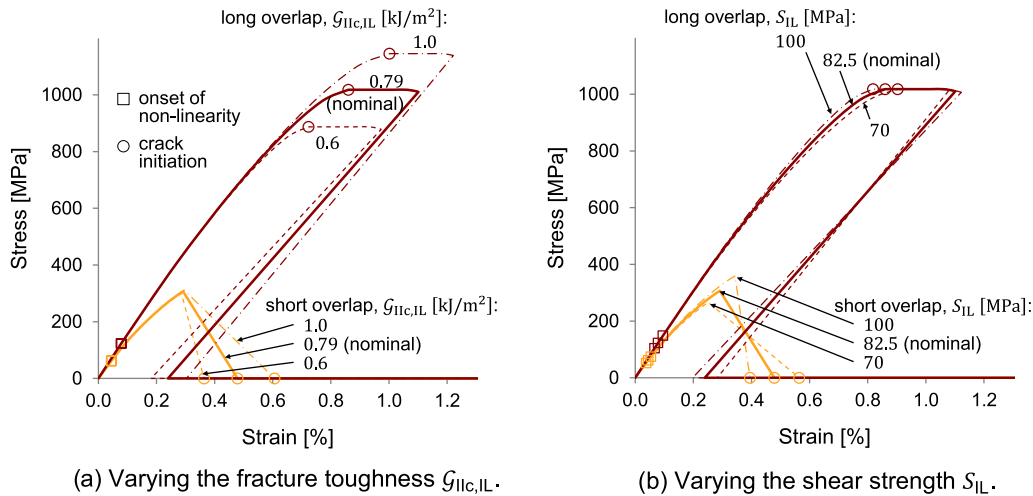 long overlap, 𝒢IIc,IL [kJ/m²]:
1.0
0.79
(nominal)
0.6
onset of
non-linearity
crack
initiation
1000
800
600
400
200
0
Stress [MPa]
short overlap, 𝒢IIc,IL [kJ/m²]:
1.0
0.79 (nominal)
0.6
0.0 0.2 0.4 0.6 0.8 1.0 1.2
Strain [%]
(a) Varying the fracture toughness 𝒢IIc,IL.
long overlap, SIL [MPa]:
100
82.5 (nominal)
70
1000
800
600
400
200
0
Stress [MPa]
short overlap, SIL [MPa]:
100
82.5 (nominal)
70
0.0 0.2 0.4 0.6 0.8 1.0 1.2
Strain [%]
(b) Varying the shear strength SIL.